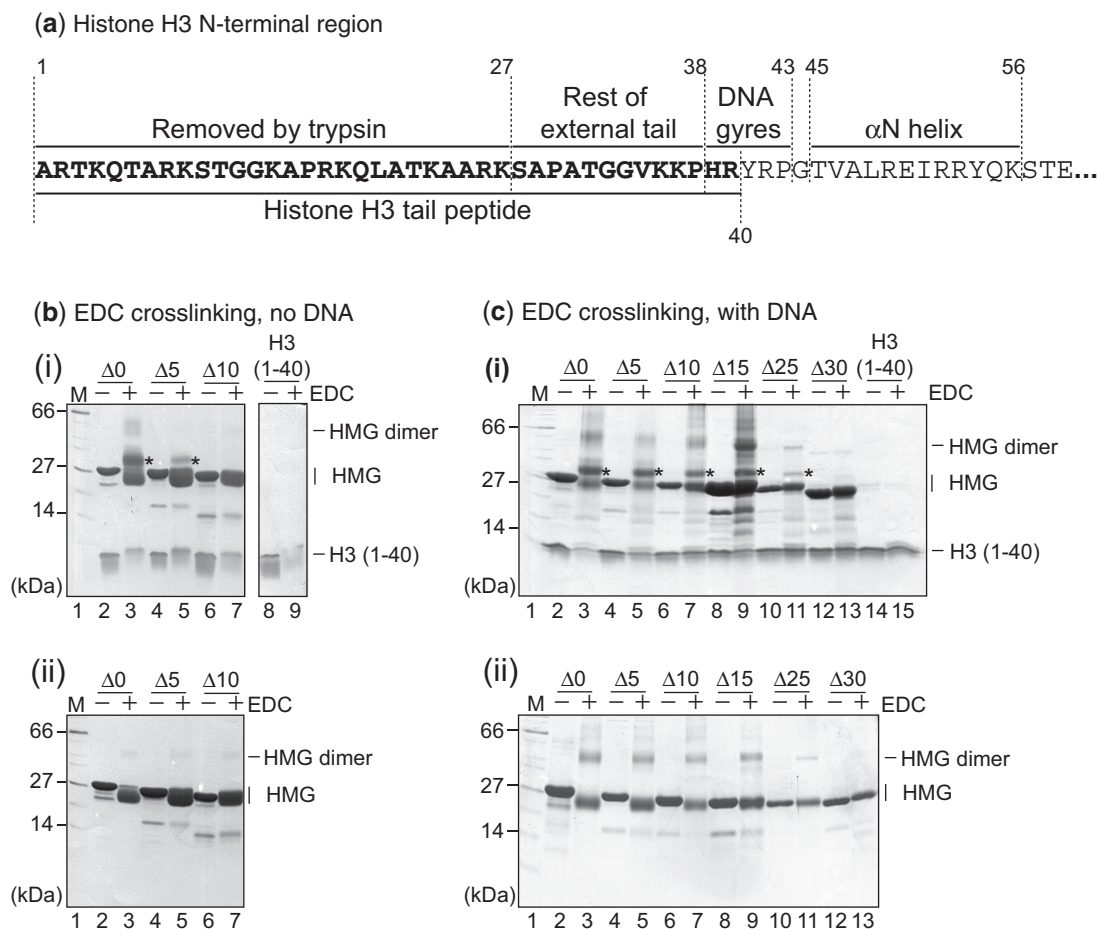 (a) Histone H3 N-terminal region
1 27 38 43 45 56
Removed by trypsin
Rest of
external tail
DNA
gyres
αN helix
ARTKQTARKSTGGKAPRKQLATKAARKSAPATGGVKKPHRYRPGTVALREIRRYQKSTE...
Histone H3 tail peptide
40
(b) EDC crosslinking, no DNA
(i)
H3
(1-40)
Δ0 Δ5 Δ10
M − + − + − + − + EDC
66
27
14
(kDa)
* *
HMG dimer
HMG
H3 (1-40)
1 2 3 4 5 6 7 8 9
(ii)
Δ0 Δ5 Δ10
M − + − + − + EDC
66
27
14
(kDa)
HMG dimer
HMG
1 2 3 4 5 6 7
(c) EDC crosslinking, with DNA
(i)
H3
(1-40)
Δ0 Δ5 Δ10 Δ15 Δ25 Δ30
M − + − + − + − + − + − + − + EDC
66
27
14
(kDa)
* * * * *
HMG dimer
HMG
H3 (1-40)
1 2 3 4 5 6 7 8 9 10 11 12 13 14 15
(ii)
Δ0 Δ5 Δ10 Δ15 Δ25 Δ30
M − + − + − + − + − + − + EDC
66
27
14
(kDa)
HMG dimer
HMG
1 2 3 4 5 6 7 8 9 10 11 12 13